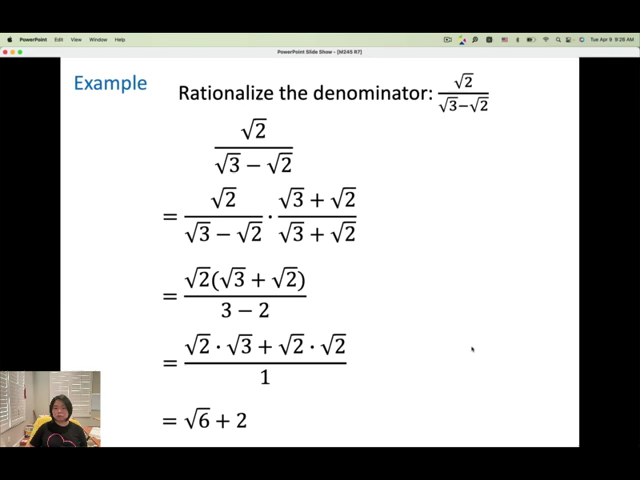 PowerPoint Edit View Window Help Tue Apr 9 9:28 AM
PowerPoint Slide Show - [M245 R7]
Example
Rationalize the denominator: √2/(√3−√2)
√2/(√3 − √2)
= √2/(√3 − √2) · (√3 + √2)/(√3 + √2)
= √2(√3 + √2)/(3 − 2)
= (√2 · √3 + √2 · √2)/1
= √6 + 2